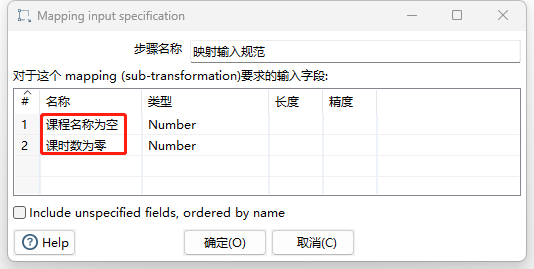 Mapping input specification
步骤名称 映射输入规范
对于这个 mapping (sub-transformation)要求的输入字段:
# 名称 类型 长度 精度
1 课程名称为空 Number
2 课时数为零 Number
Include unspecified fields, ordered by name
Help 确定(O) 取消(C)